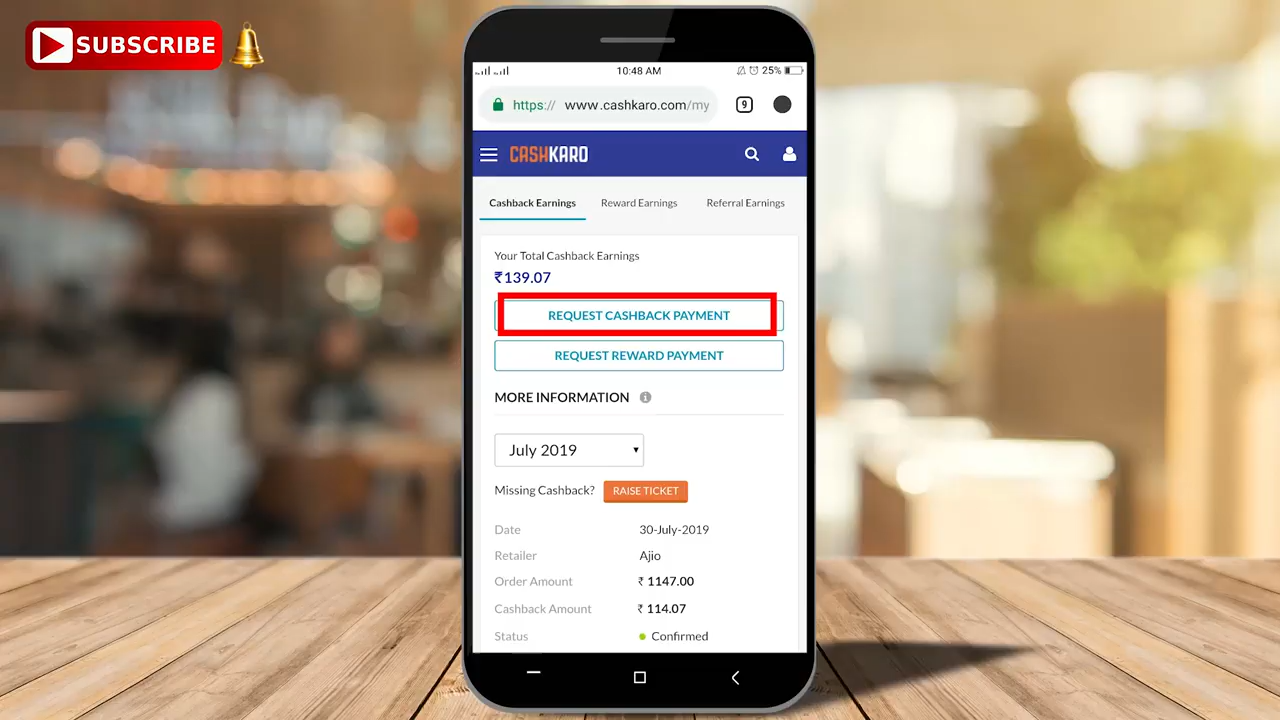 SUBSCRIBE
10:48 AM
25%
https:// www.cashkaro.com/my
9
CASHKARO
Cashback Earnings
Reward Earnings
Referral Earnings
Your Total Cashback Earnings
₹139.07
REQUEST CASHBACK PAYMENT
REQUEST REWARD PAYMENT
MORE INFORMATION
July 2019
Missing Cashback? RAISE TICKET
Date 30-July-2019
Retailer Ajio
Order Amount ₹ 1147.00
Cashback Amount ₹ 114.07
Status Confirmed